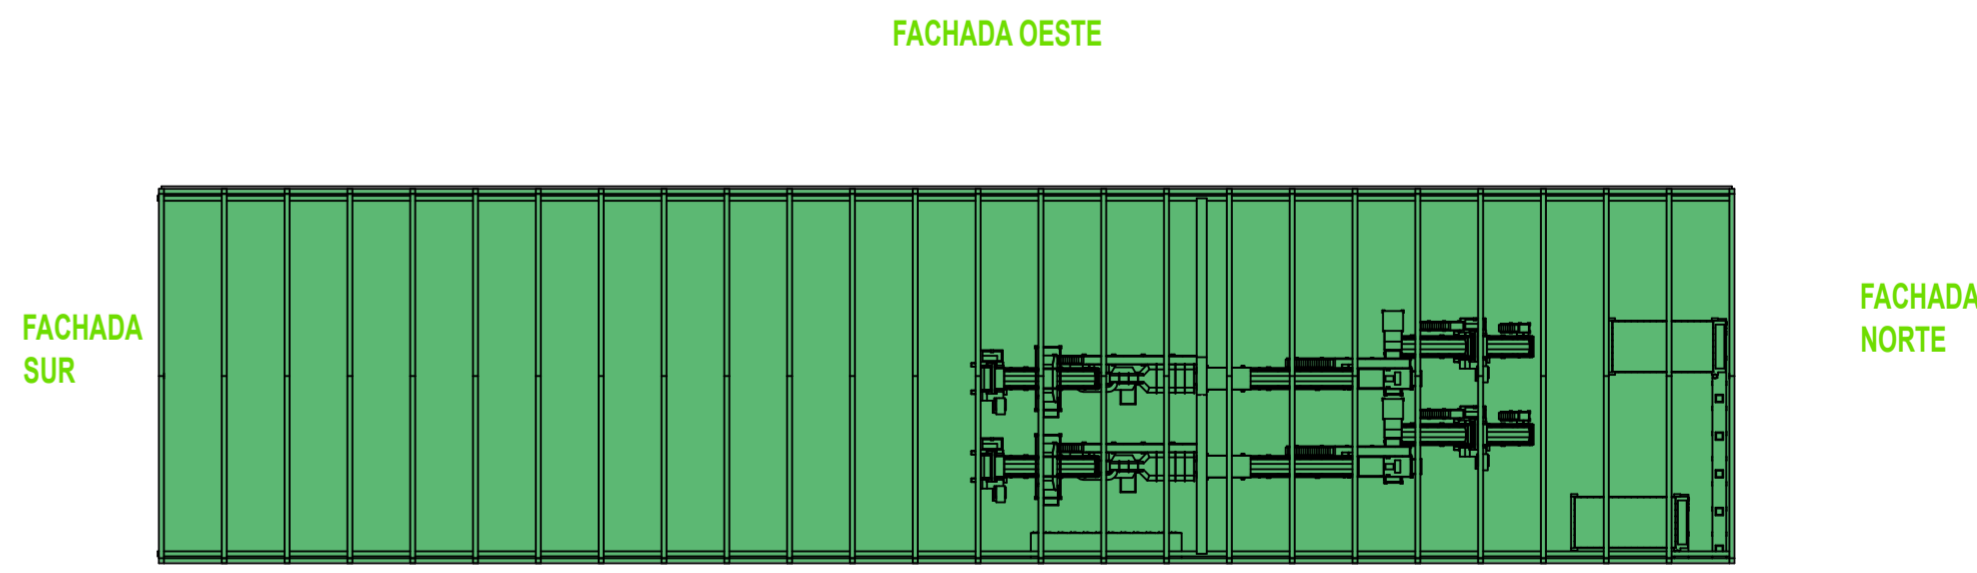 FACHADA OESTE
FACHADA
SUR
FACHADA
NORTE